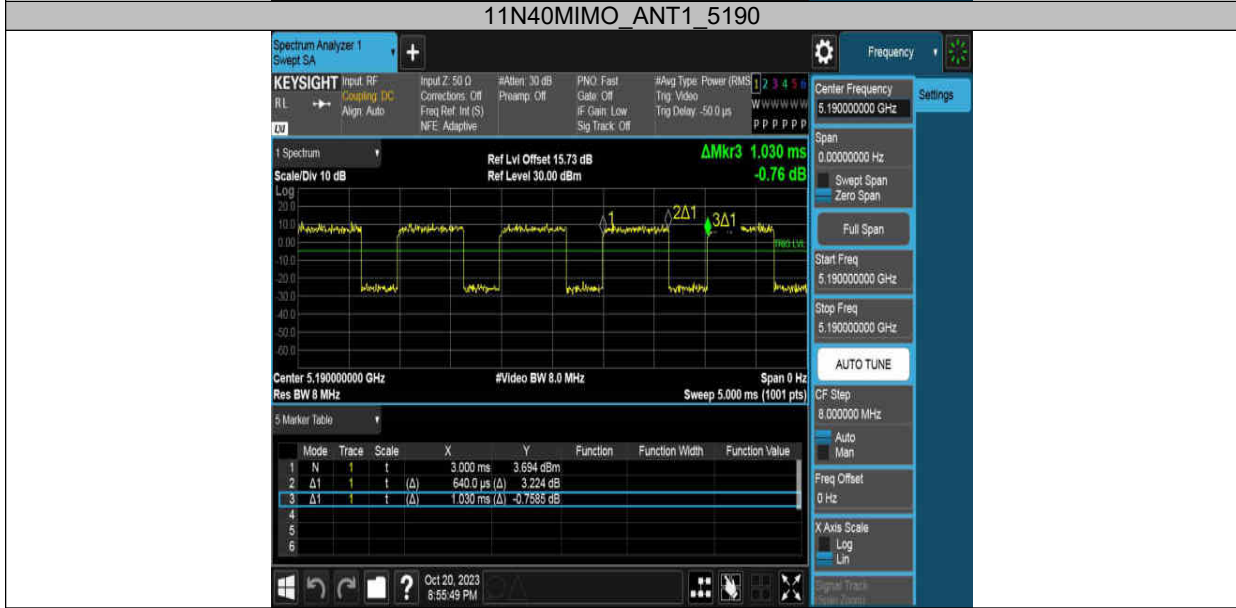 11N40MIMO_ANT1_5190
Spectrum Analyzer 1
Swept SA
+
Frequency
KEYSIGHT
RL
LXI
Input: RF
Coupling: DC
Align: Auto
Input Z: 50 Ω
Corrections: Off
Freq Ref: Int (S)
NFE: Adaptive
#Atten: 30 dB
Preamp: Off
PNO: Fast
Gate: Off
IF Gain: Low
Sig Track: Off
#Avg Type: Power (RMS
Trig: Video
Trig Delay: -50.0 µs
1 2 3 4 5 6
W W W W W W
P P P P P P
Center Frequency
5.190000000 GHz
Settings
1 Spectrum
Scale/Div 10 dB
Ref Lvl Offset 15.73 dB
Ref Level 30.00 dBm
ΔMkr3 1.030 ms
-0.76 dB
Span
0.00000000 Hz
Swept Span
Zero Span
Full Span
Log
20.0
10.0
0.00
-10.0
-20.0
-30.0
-40.0
-50.0
-60.0
1
2Δ1
3Δ1
TRIG LVL
Start Freq
5.190000000 GHz
Stop Freq
5.190000000 GHz
AUTO TUNE
Center 5.190000000 GHz
Res BW 8 MHz
#Video BW 8.0 MHz
Span 0 Hz
Sweep 5.000 ms (1001 pts)
CF Step
8.000000 MHz
Auto
Man
5 Marker Table
Mode Trace Scale X Y Function Function Width Function Value
1 N 1 t 3.000 ms 3.694 dBm
2 Δ1 1 t (Δ) 640.0 µs (Δ) 3.224 dB
3 Δ1 1 t (Δ) 1.030 ms (Δ) -0.7585 dB
4
5
6
Freq Offset
0 Hz
X Axis Scale
Log
Lin
Signal Track
?
Oct 20, 2023
8:55:49 PM